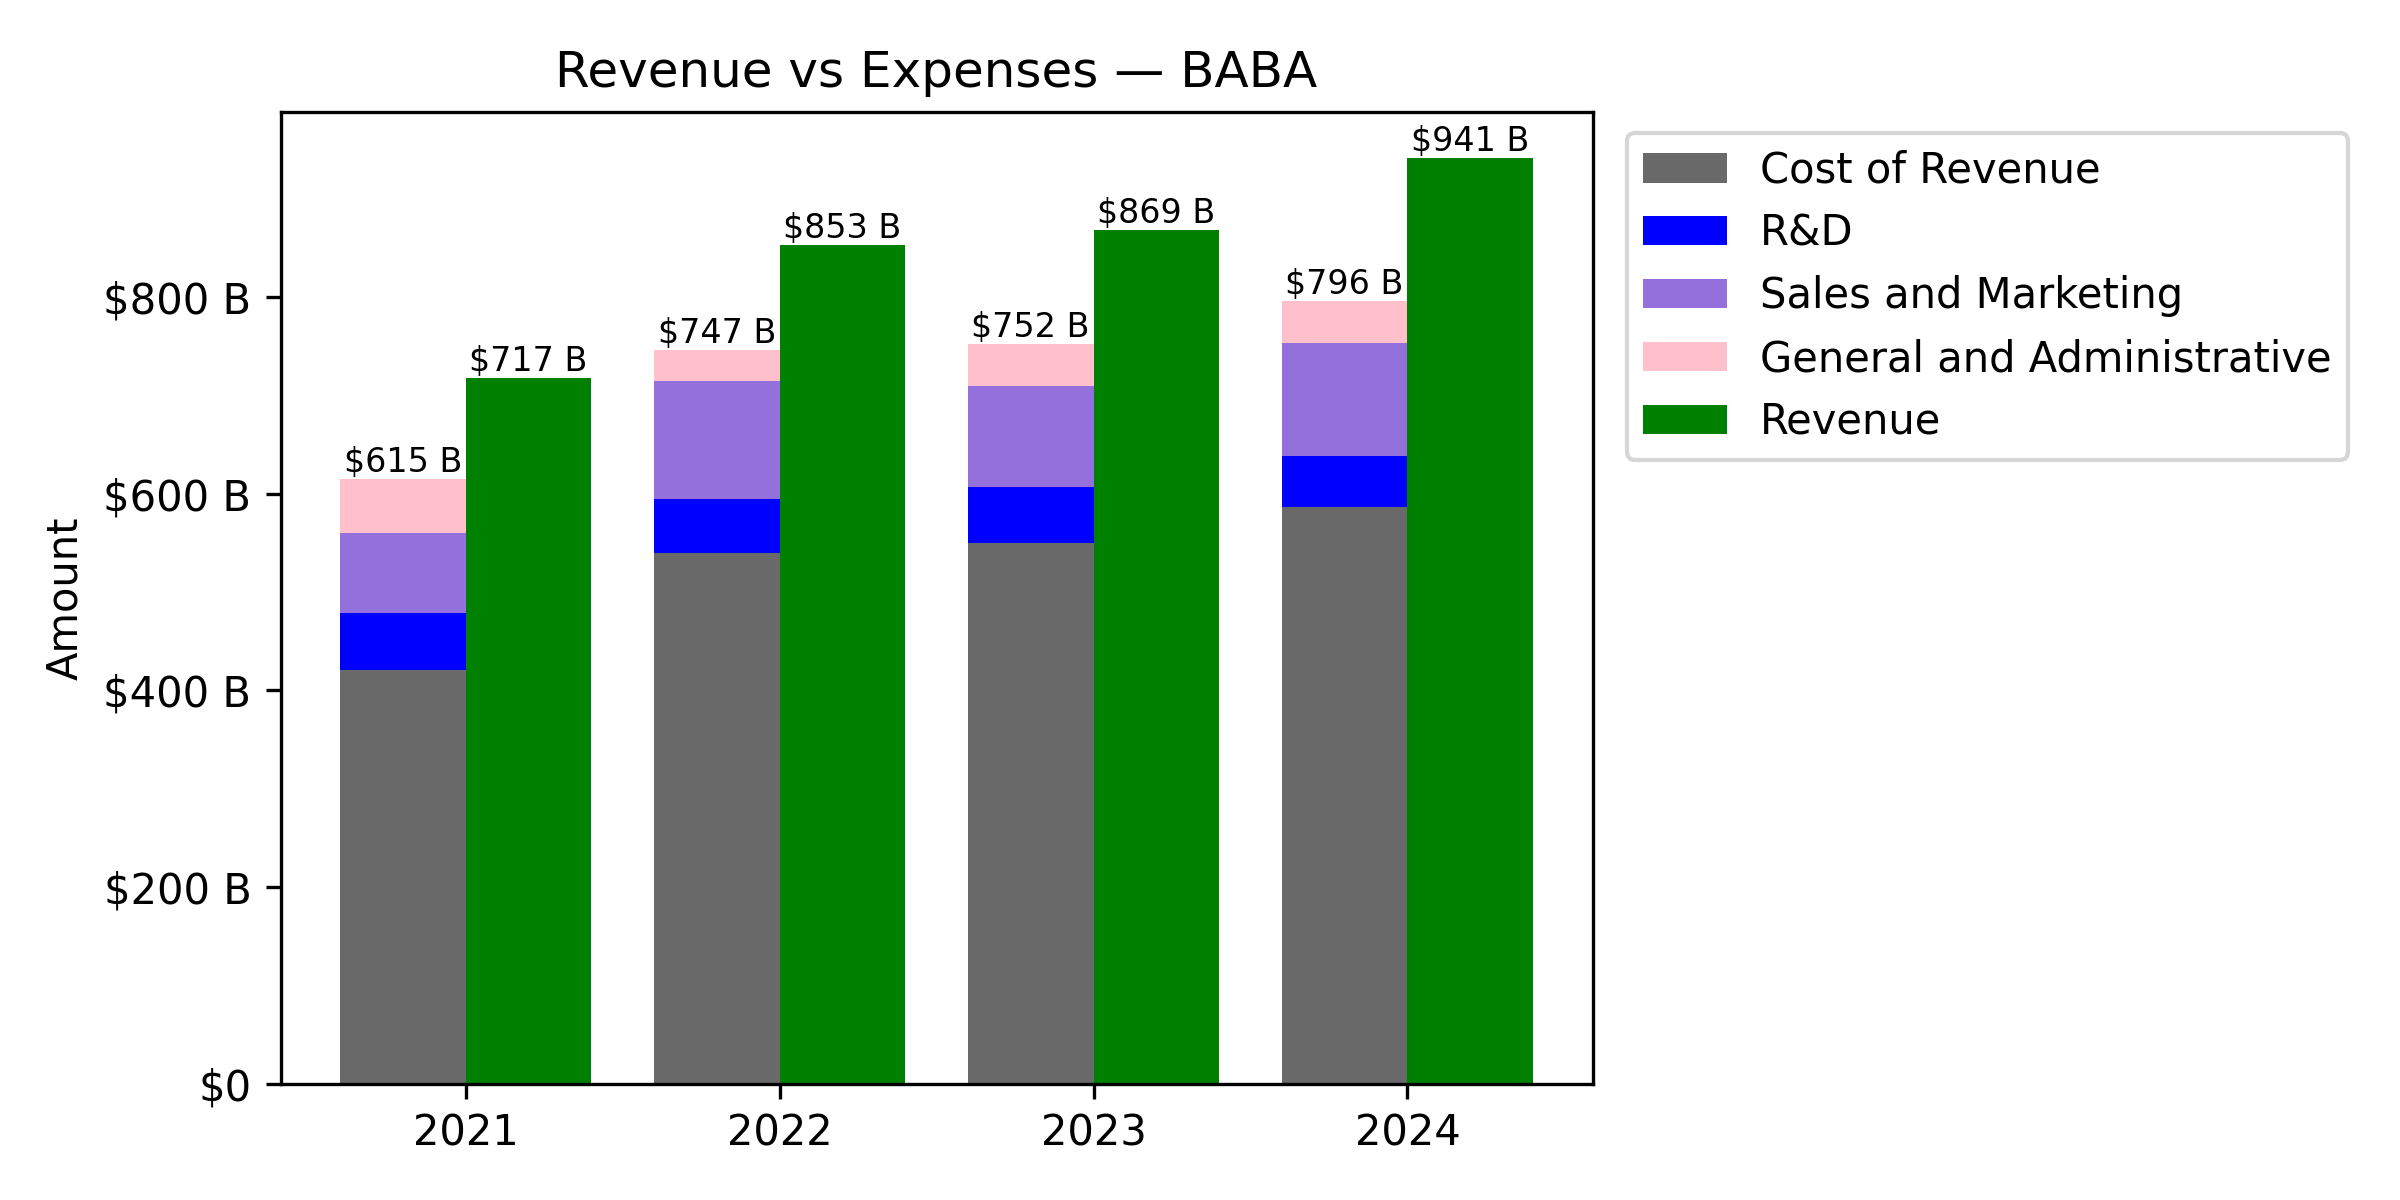 Revenue vs Expenses — BABA
$941 B
$853 B
$869 B
$796 B
$747 B
$752 B
$717 B
$615 B
$800 B
$600 B
$400 B
$200 B
$0
Amount
2021
2022
2023
2024
Cost of Revenue
R&D
Sales and Marketing
General and Administrative
Revenue